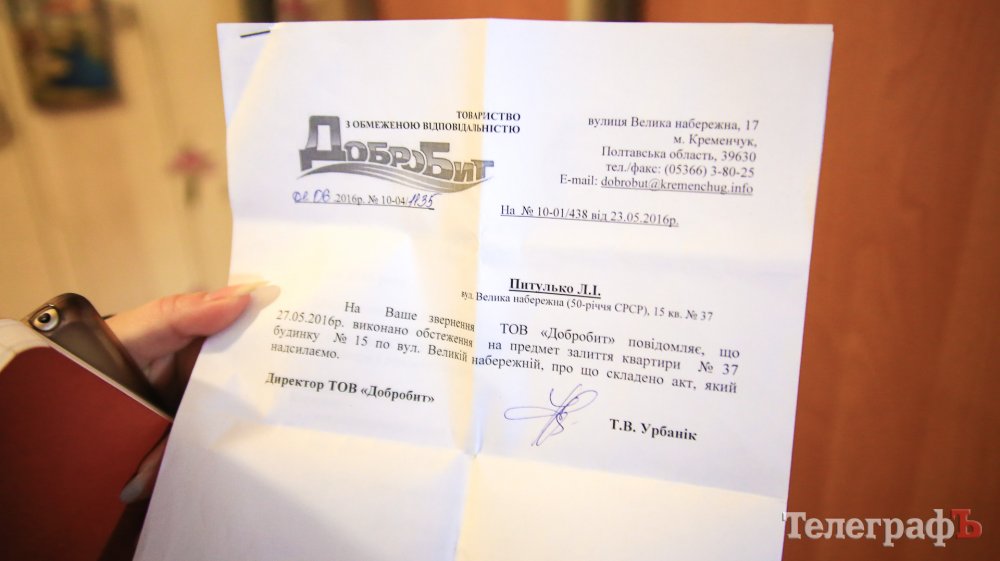 ТОВАРИСТВО
З ОБМЕЖЕНОЮ ВІДПОВІДАЛЬНІСТЮ
ДОБРОБИТ
2016р. № 10-04/1135
вулиця Велика набережна, 17
м. Кременчук,
Полтавська область, 39630
тел./факс: (05366) 3-80-25
E-mail: dobrobut@kremenchug.info
На № 10-01/438 від 23.05.2016р.
Питулько Л.І.
вул. Велика набережна (50-річчя СРСР), 15 кв. № 37
На Ваше звернення ТОВ «Добробит» повідомляє, що
27.05.2016р. виконано обстеження на предмет залиття квартири № 37
будинку № 15 по вул. Великій набережній, про що складено акт, який
надсилаємо.
Директор ТОВ «Добробит»
Т.В. Урбанік
ТелеграфЪ